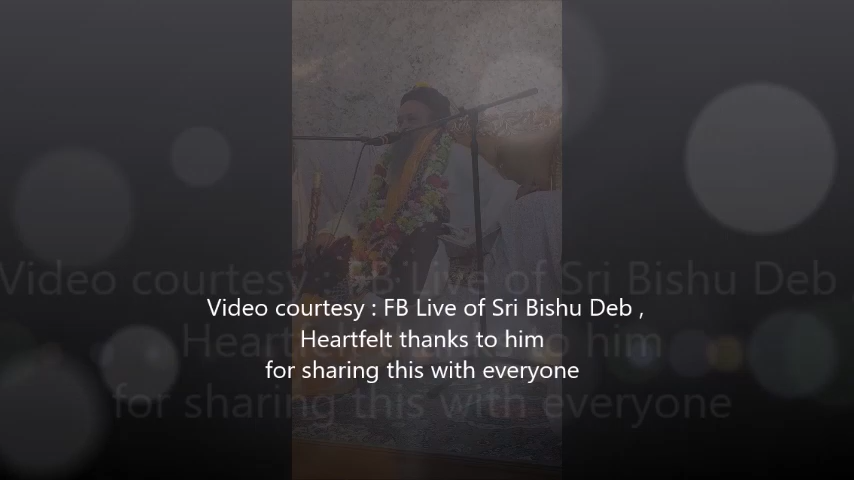 Video courtesy : FB Live of Sri Bishu Deb ,
Heartfelt thanks to him
for sharing this with everyone